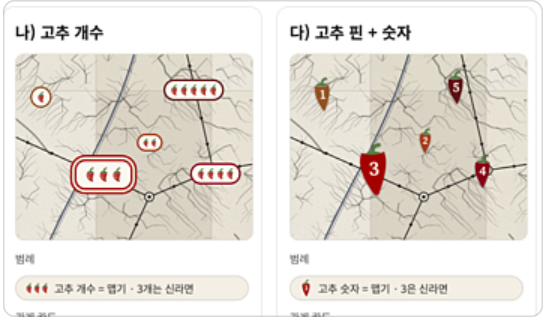 나) 고추 개수
범례
고추 개수 = 맵기 · 3개는 신라면
다) 고추 핀 + 숫자
1
5
2
3
4
범례
고추 숫자 = 맵기 · 3은 신라면